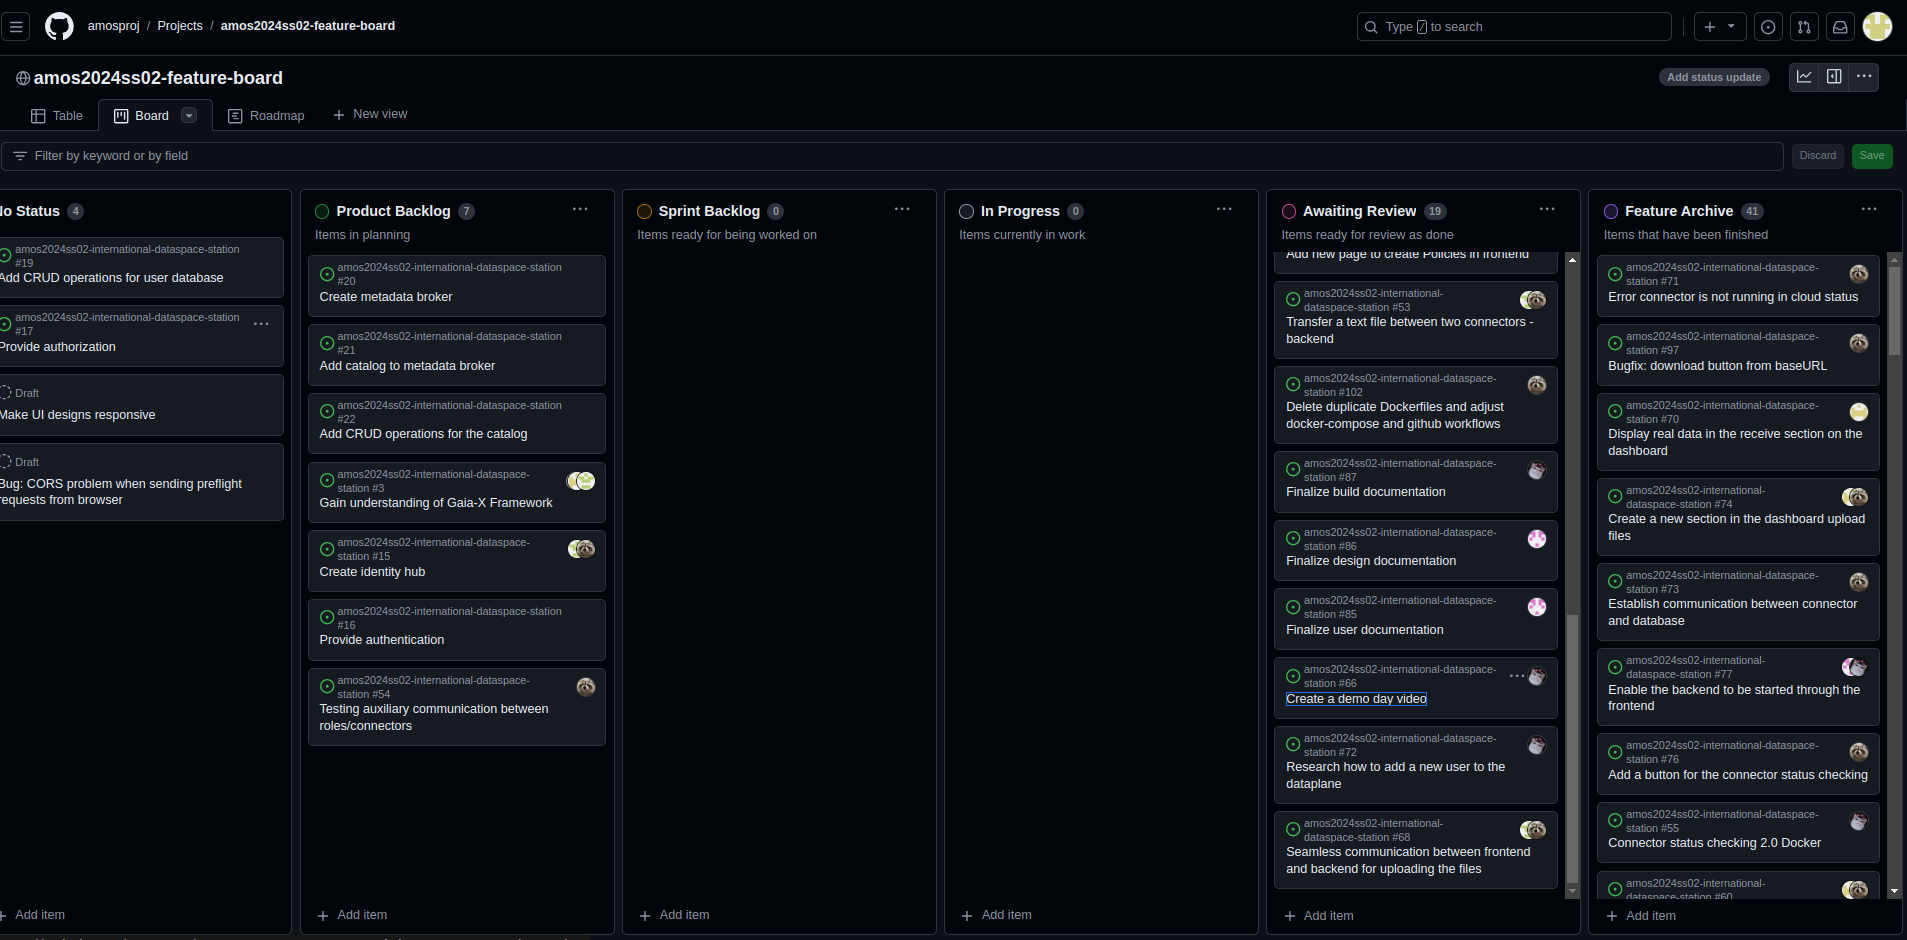 amosproj / Projects / amos2024ss02-feature-board
Type / to search
amos2024ss02-feature-board
Add status update
Table
Board
Roadmap
New view
Filter by keyword or by field
Discard
Save
No Status 4
amos2024ss02-international-dataspace-station
#19
Add CRUD operations for user database
amos2024ss02-international-dataspace-station
#17
Provide authorization
Draft
Make UI designs responsive
Draft
Bug: CORS problem when sending preflight
requests from browser
Add item
Product Backlog 7
Items in planning
amos2024ss02-international-dataspace-station
#20
Create metadata broker
amos2024ss02-international-dataspace-station
#21
Add catalog to metadata broker
amos2024ss02-international-dataspace-station
#22
Add CRUD operations for the catalog
amos2024ss02-international-dataspace-
station #3
Gain understanding of Gaia-X Framework
amos2024ss02-international-dataspace-
station #15
Create identity hub
amos2024ss02-international-dataspace-station
#16
Provide authentication
amos2024ss02-international-dataspace-
station #54
Testing auxiliary communication between
roles/connectors
Add item
Sprint Backlog 0
Items ready for being worked on
Add item
In Progress 0
Items currently in work
Add item
Awaiting Review 19
Items ready for review as done
Add new page to create Policies in frontend
amos2024ss02-international-
dataspace-station #53
Transfer a text file between two connectors -
backend
amos2024ss02-international-dataspace-
station #102
Delete duplicate Dockerfiles and adjust
docker-compose and github workflows
amos2024ss02-international-dataspace-
station #87
Finalize build documentation
amos2024ss02-international-dataspace-
station #86
Finalize design documentation
amos2024ss02-international-dataspace-
station #85
Finalize user documentation
amos2024ss02-international-dataspace-
station #66
Create a demo day video
amos2024ss02-international-dataspace-
station #72
Research how to add a new user to the
dataplane
amos2024ss02-international-
dataspace-station #68
Seamless communication between frontend
and backend for uploading the files
Add item
Feature Archive 41
Items that have been finished
amos2024ss02-international-dataspace-
station #71
Error connector is not running in cloud status
amos2024ss02-international-dataspace-
station #97
Bugfix: download button from baseURL
amos2024ss02-international-dataspace-
station #70
Display real data in the receive section on the
dashboard
amos2024ss02-international-
dataspace-station #74
Create a new section in the dashboard upload
files
amos2024ss02-international-dataspace-
station #73
Establish communication between connector
and database
amos2024ss02-international-
dataspace-station #77
Enable the backend to be started through the
frontend
amos2024ss02-international-dataspace-
station #76
Add a button for the connector status checking
amos2024ss02-international-dataspace-
station #55
Connector status checking 2.0 Docker
amos2024ss02-international-
dataspace-station #60
Add item